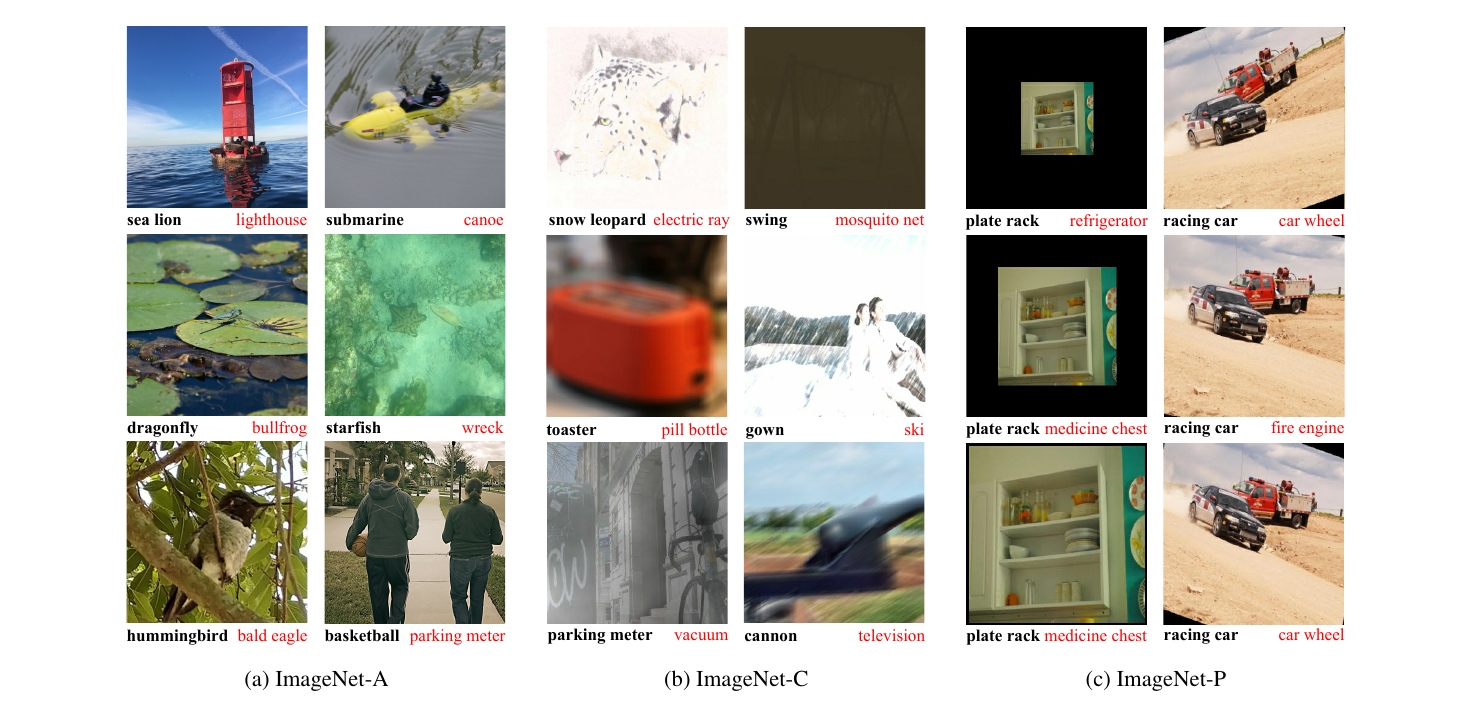 sea lion lighthouse submarine canoe snow leopard electric ray swing mosquito net plate rack refrigerator racing car car wheel
dragonfly bullfrog starfish wreck toaster pill bottle gown ski plate rack medicine chest racing car fire engine
hummingbird bald eagle basketball parking meter parking meter vacuum cannon television plate rack medicine chest racing car car wheel
(a) ImageNet-A (b) ImageNet-C (c) ImageNet-P